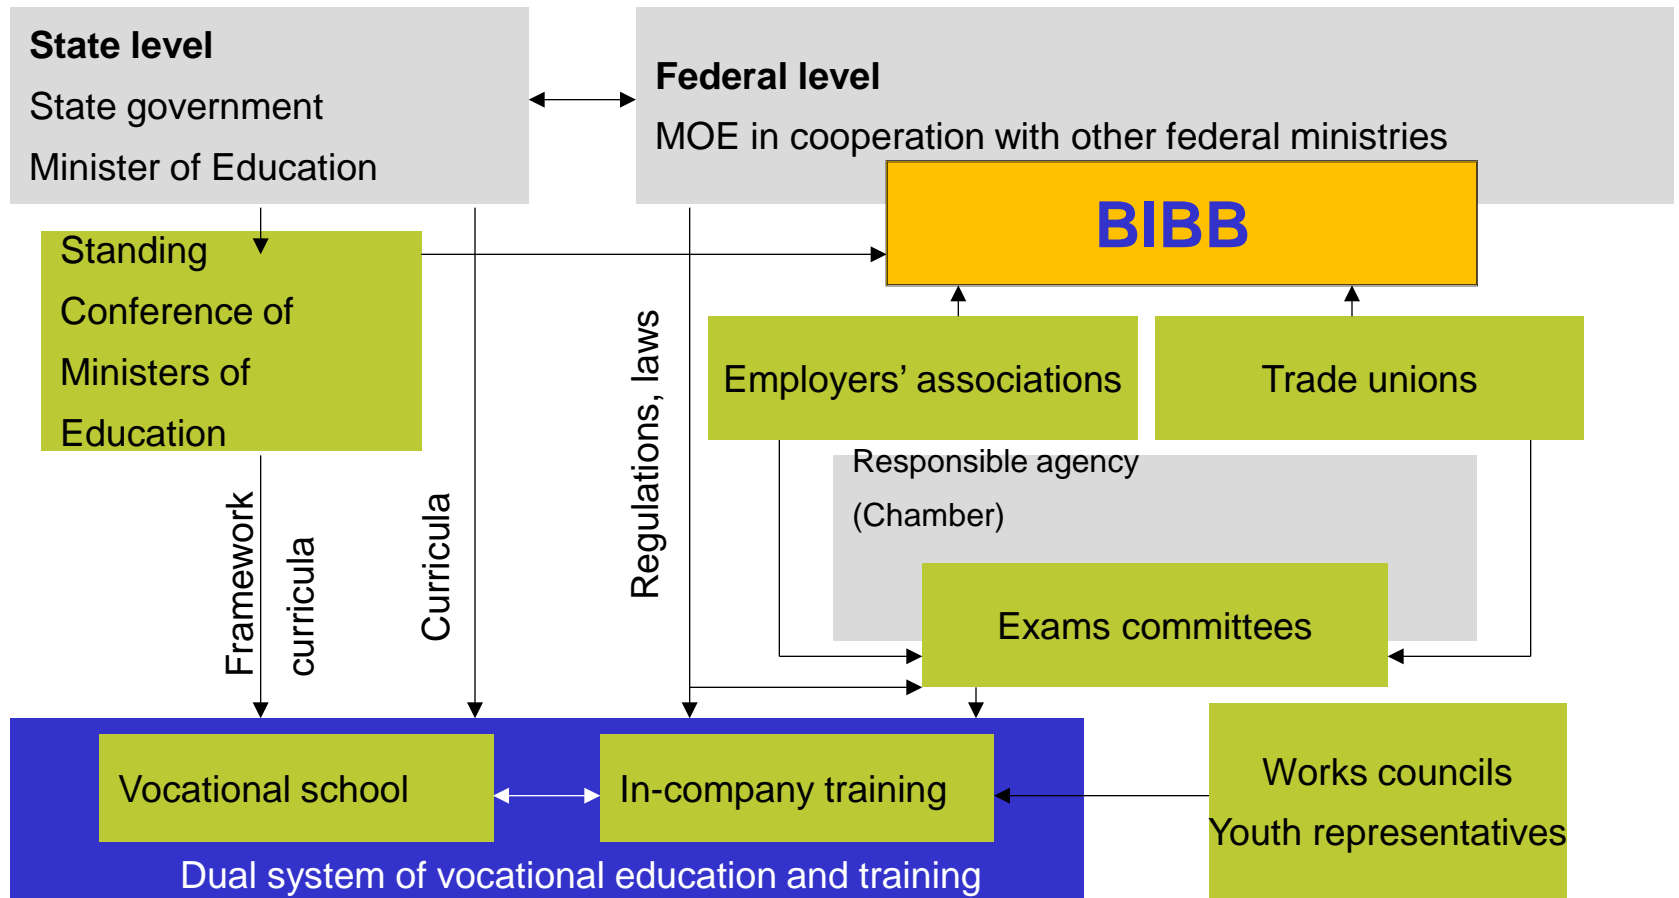 State level
State government
Minister of Education
Federal level
MOE in cooperation with other federal ministries
BIBB
Standing
Conference of
Ministers of
Education
Employers’ associations
Trade unions
Responsible agency
(Chamber)
Exams committees
Framework
curricula
Curricula
Regulations, laws
Vocational school
In-company training
Dual system of vocational education and training
Works councils
Youth representatives